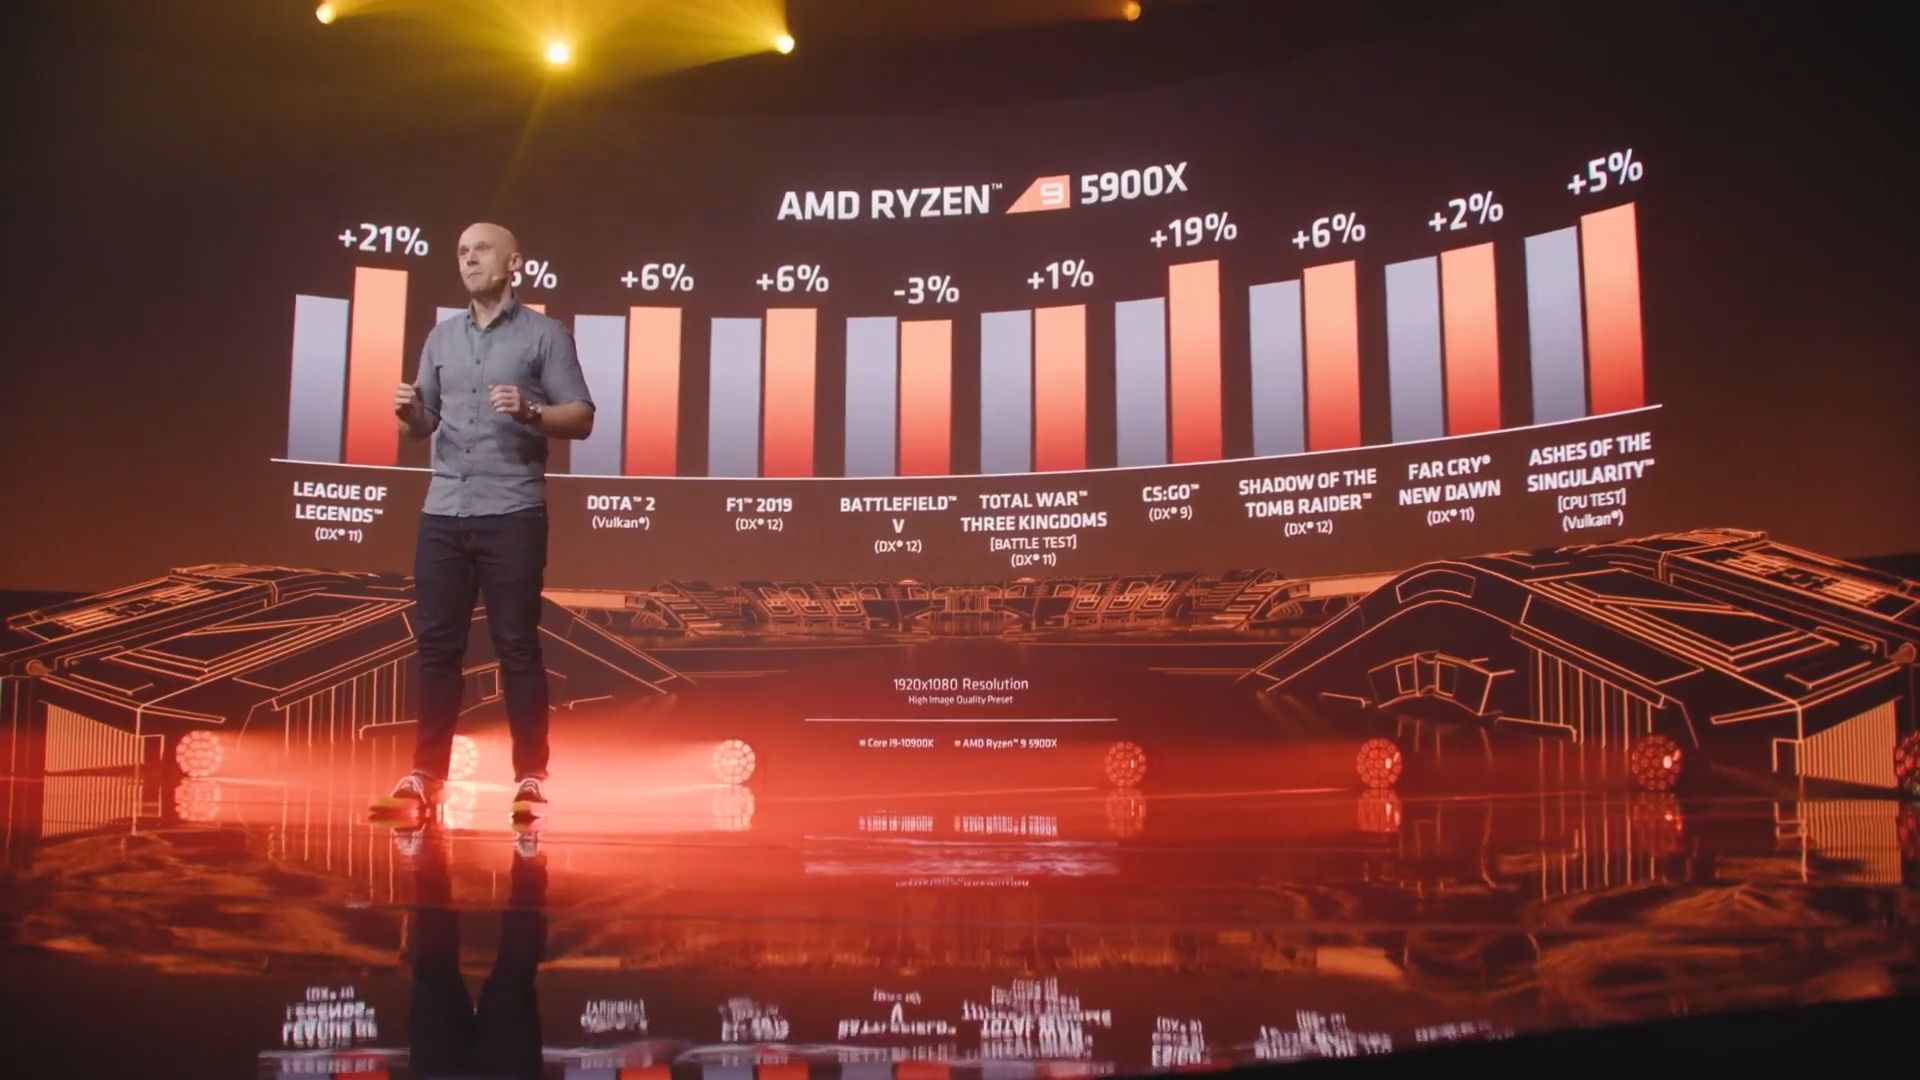 AMD RYZEN™ 9 5900X
+21%
%
+6%
+6%
-3%
+1%
+19%
+6%
+2%
+5%
LEAGUE OF
LEGENDS™
(DX® 11)
DOTA™ 2
(Vulkan®)
F1™ 2019
(DX® 12)
BATTLEFIELD™
V
(DX® 12)
TOTAL WAR™
THREE KINGDOMS
[BATTLE TEST]
(DX® 11)
CS:GO™
(DX® 9)
SHADOW OF THE
TOMB RAIDER™
(DX® 12)
FAR CRY®
NEW DAWN
(DX® 11)
ASHES OF THE
SINGULARITY™
[CPU TEST]
(Vulkan®)
1920x1080 Resolution
High Image Quality Preset
Core i9-10900K AMD Ryzen™ 9 5900X